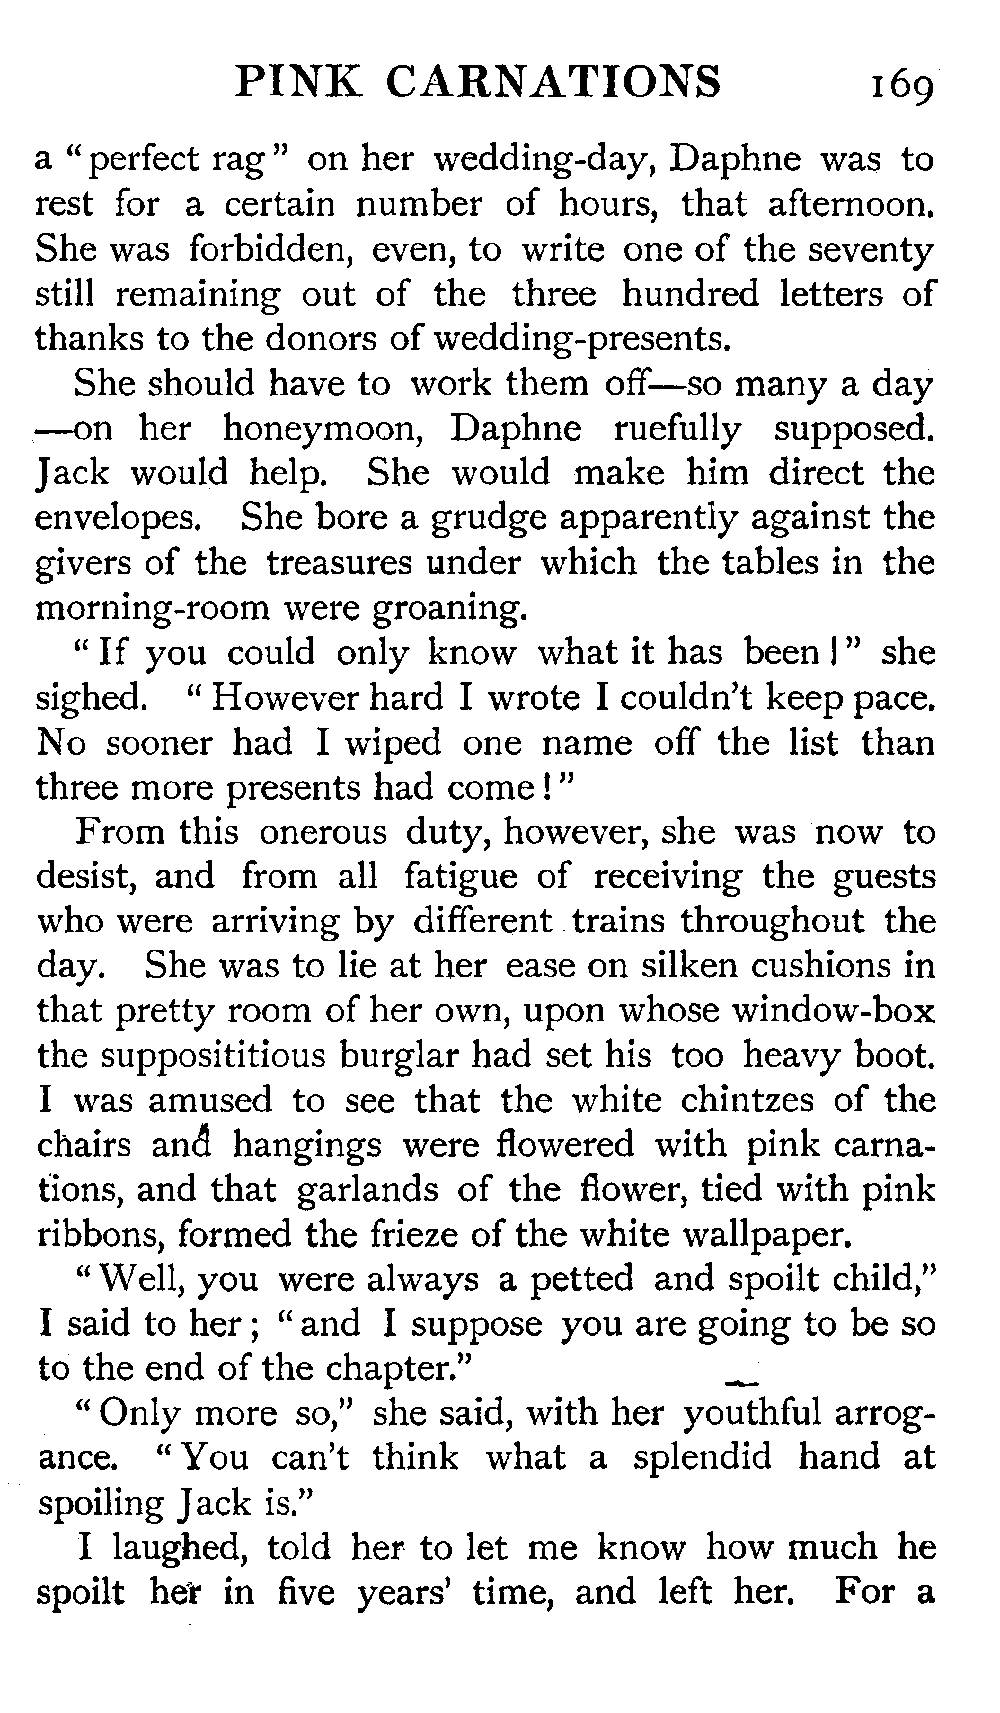 PINK CARNATIONS 169
a "perfect rag" on her wedding-day, Daphne was to
rest for a certain number of hours, that afternoon.
She was forbidden, even, to write one of the seventy
still remaining out of the three hundred letters of
thanks to the donors of wedding-presents.
She should have to work them off—so many a day
—on her honeymoon, Daphne ruefully supposed.
Jack would help. She would make him direct the
envelopes. She bore a grudge apparently against the
givers of the treasures under which the tables in the
morning-room were groaning.
"If you could only know what it has been!" she
sighed. "However hard I wrote I couldn't keep pace.
No sooner had I wiped one name off the list than
three more presents had come!"
From this onerous duty, however, she was now to
desist, and from all fatigue of receiving the guests
who were arriving by different trains throughout the
day. She was to lie at her ease on silken cushions in
that pretty room of her own, upon whose window-box
the supposititious burglar had set his too heavy boot.
I was amused to see that the white chintzes of the
chairs and hangings were flowered with pink carna-
tions, and that garlands of the flower, tied with pink
ribbons, formed the frieze of the white wallpaper.
"Well, you were always a petted and spoilt child,"
I said to her; "and I suppose you are going to be so
to the end of the chapter."
"Only more so," she said, with her youthful arrog-
ance. "You can't think what a splendid hand at
spoiling Jack is."
I laughed, told her to let me know how much he
spoilt her in five years' time, and left her. For a